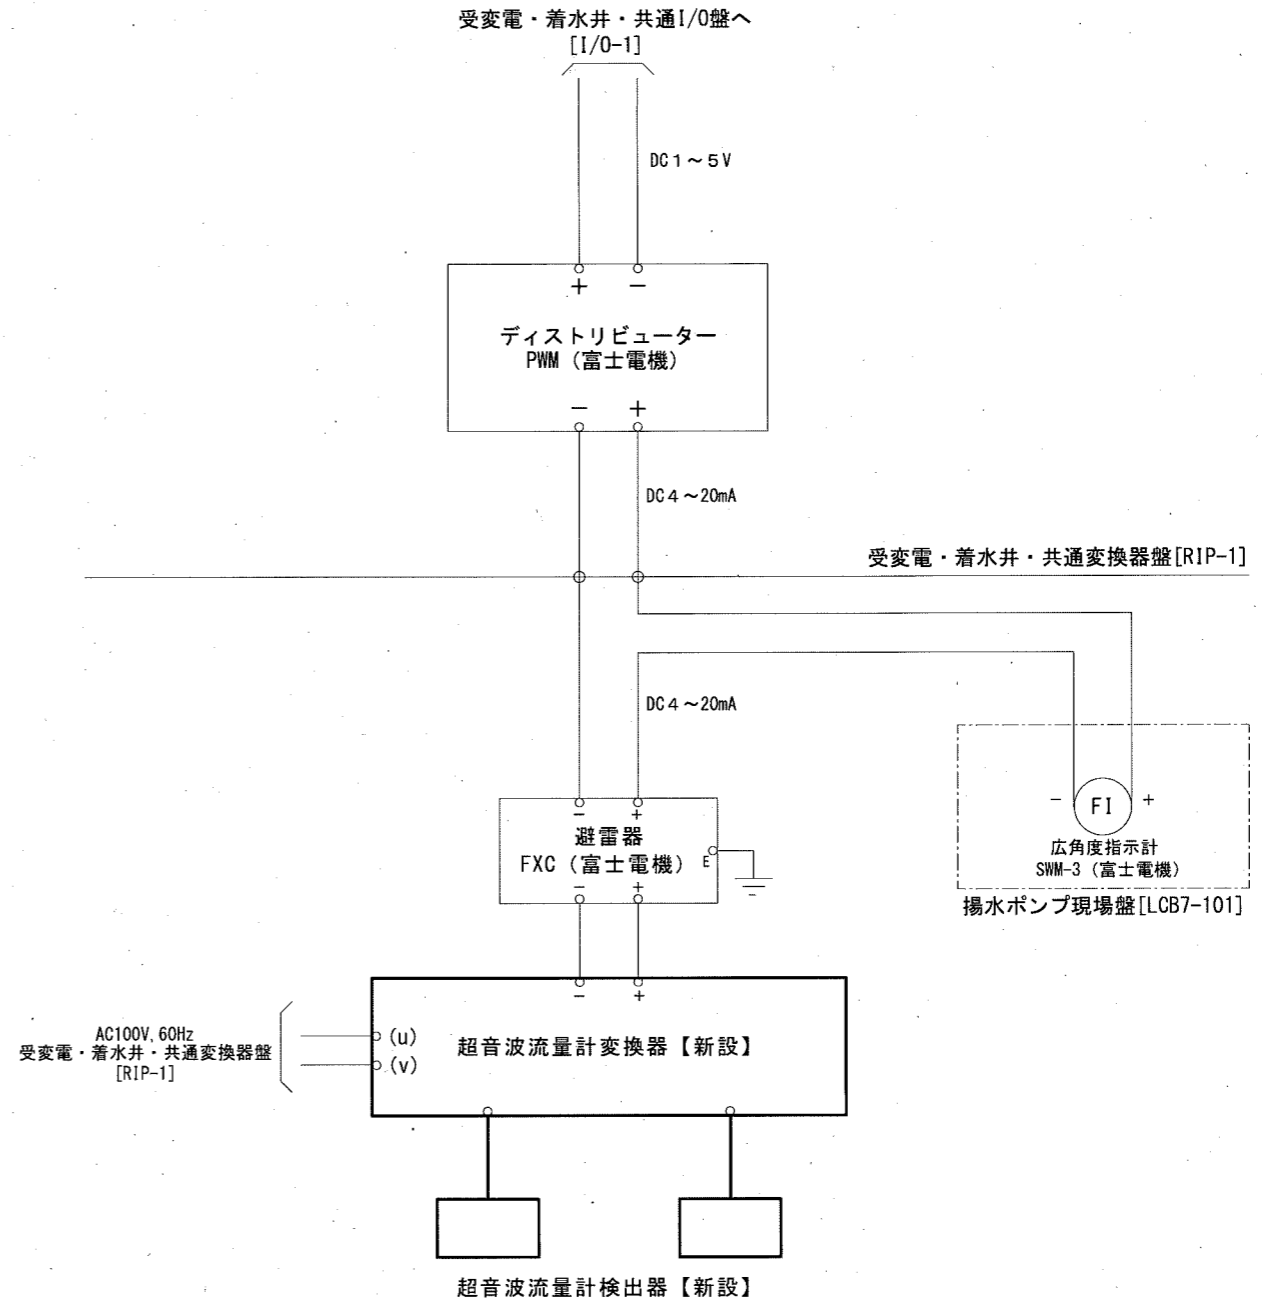 受変電・着水井・共通I/O盤へ
[I/O-1]
DC１～５V
+ −
ディストリビューター
PWM（富士電機）
− +
DC４～20mA
受変電・着水井・共通変換器盤[RIP-1]
DC４～20mA
− +
避雷器
FXC（富士電機）
E
− +
− FI +
広角度指示計
SWM-3（富士電機）
揚水ポンプ現場盤[LCB7-101]
− +
超音波流量計変換器【新設】
(u)
(v)
AC100V,60Hz
受変電・着水井・共通変換器盤
[RIP-1]
超音波流量計検出器【新設】